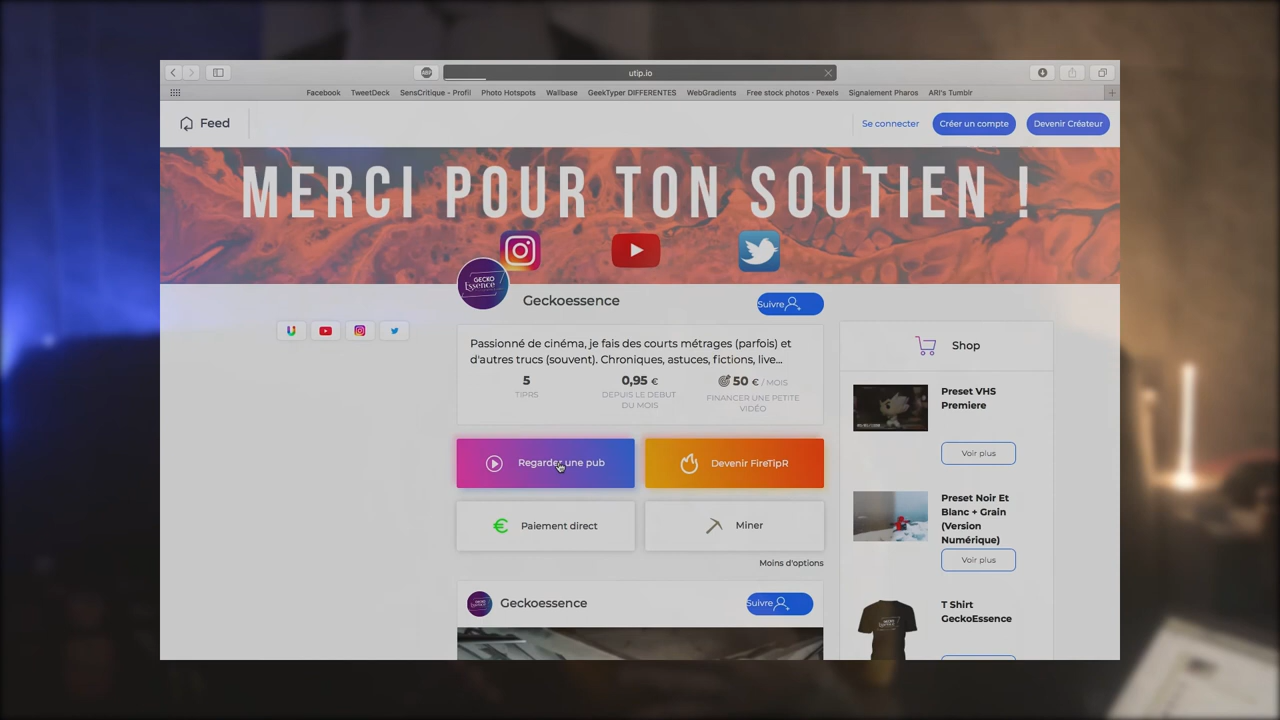 utip.io
Facebook TweetDeck SensCritique - Profil Photo Hotspots Wallbase GeekTyper DIFFERENTES WebGradients Free stock photos - Pexels Signalement Pharos ARI's Tumblr
Feed
Se connecter
Créer un compte
Devenir Créateur
MERCI POUR TON SOUTIEN !
GECKO
Essence
Geckoessence
Suivre
Passionné de cinéma, je fais des courts métrages (parfois) et
d'autres trucs (souvent). Chroniques, astuces, fictions, live...
5
TIPRS
0,95 €
DEPUIS LE DEBUT
DU MOIS
50 € / MOIS
FINANCER UNE PETITE
VIDÉO
Regarder une pub
Devenir FireTipR
Paiement direct
Miner
Moins d'options
Geckoessence
Suivre
Shop
Preset VHS
Premiere
Voir plus
Preset Noir Et
Blanc + Grain
(Version
Numérique)
Voir plus
T Shirt
GeckoEssence